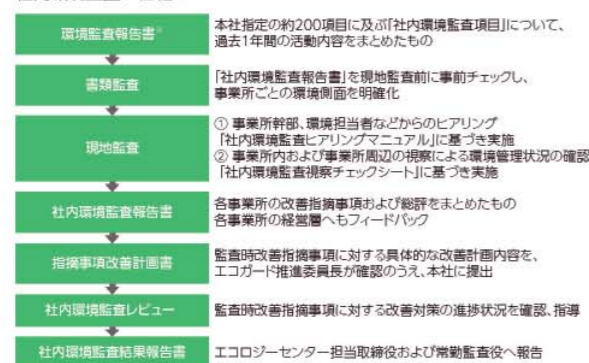 環境監査報告書※
本社指定の約200項目に及ぶ「社内環境監査項目」について、
過去1年間の活動内容をまとめたもの
書類監査
「社内環境監査報告書」を現地監査前に事前チェックし、
事業所ごとの環境側面を明確化
現地監査
① 事業所幹部、環境担当者などからのヒアリング
「社内環境監査ヒアリングマニュアル」に基づき実施
② 事業所内および事業所周辺の視察による環境管理状況の確認
「社内環境監査視察チェックシート」に基づき実施
社内環境監査報告書
各事業所の改善指摘事項および総評をまとめたもの
各事業所の経営層へもフィードバック
指摘事項改善計画書
監査時改善指摘事項に対する具体的な改善計画内容を、
エコガード推進委員長が確認のうえ、本社に提出
社内環境監査レビュー
監査時改善指摘事項に対する改善対策の進捗状況を確認、指導
社内環境監査結果報告書
エコロジーセンター担当取締役および常勤監査役へ報告